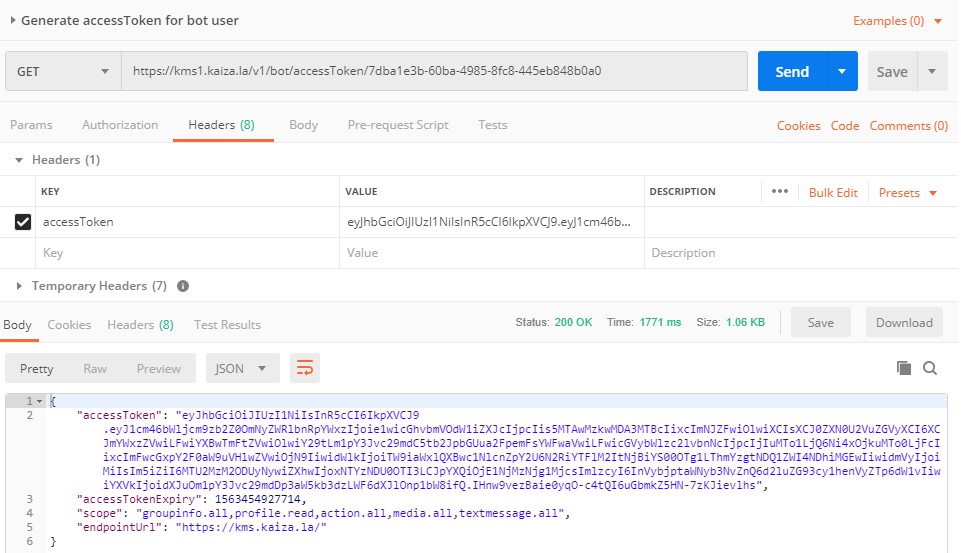 Generate accessToken for bot user
Examples (0)
GET
https://kms1.kaiza.la/v1/bot/accessToken/7dba1e3b-60ba-4985-8fc8-445eb848b0a0
Send
Save
Params
Authorization
Headers (8)
Body
Pre-request Script
Tests
Cookies
Code
Comments (0)
Headers (1)
KEY
VALUE
DESCRIPTION
•••
Bulk Edit
Presets
accessToken
eyJhbGciOiJIUzI1NiIsInR5cCI6IkpXVCJ9.eyJ1cm46b...
Key
Value
Description
Temporary Headers (7)
Body
Cookies
Headers (8)
Test Results
Status: 200 OK
Time: 1771 ms
Size: 1.06 KB
Save
Download
Pretty
Raw
Preview
JSON
1 {
2 "accessToken": "eyJhbGciOiJIUzI1NiIsInR5cCI6IkpXVCJ9
3 "accessTokenExpiry": 1563454927714,
4 "scope": "groupinfo.all,profile.read,action.all,media.all,textmessage.all",
5 "endpointUrl": "https://kms.kaiza.la/"
6 }